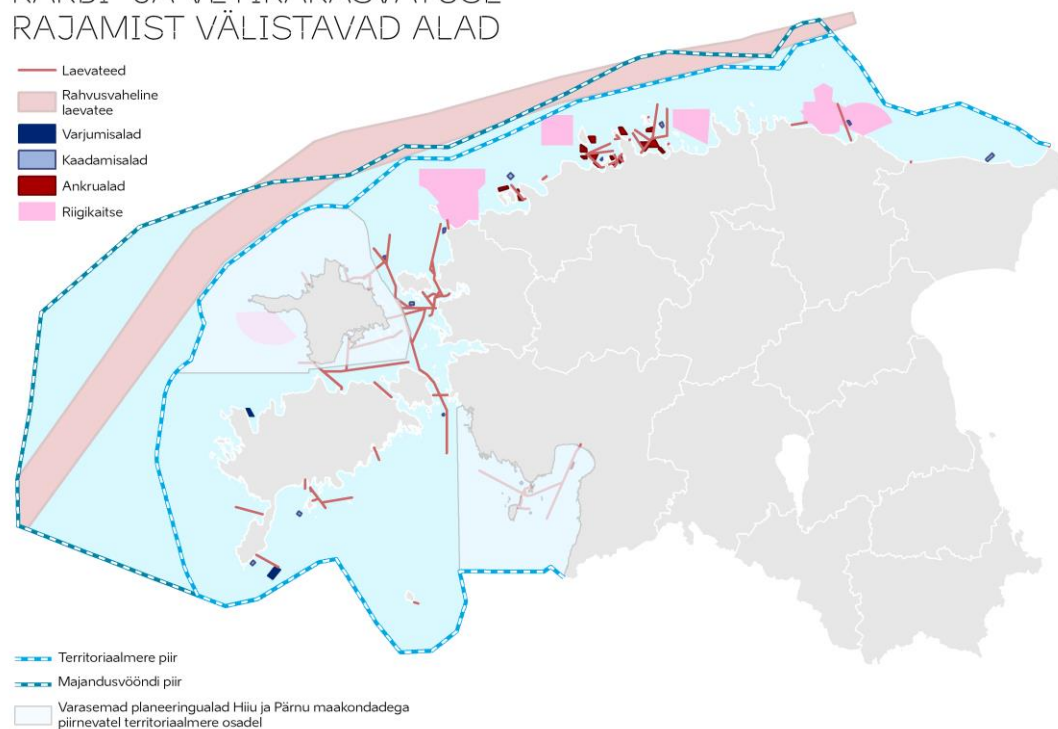 RAJAMIST VÄLISTAVAD ALAD
Laevateed
Rahvusvaheline
laevatee
Varjumisalad
Kaadamisalad
Ankrualad
Riigikaitse
Territoriaalmere piir
Majandusvööndi piir
Varasemad planeeringualad Hiiu ja Pärnu maakondadega
piirnevatel territoriaalmere osadel